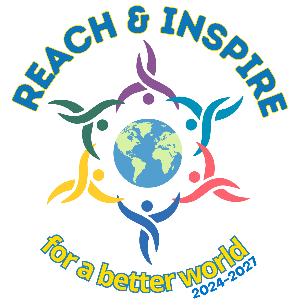 REACH & INSPIRE
for a better world
2024-2027